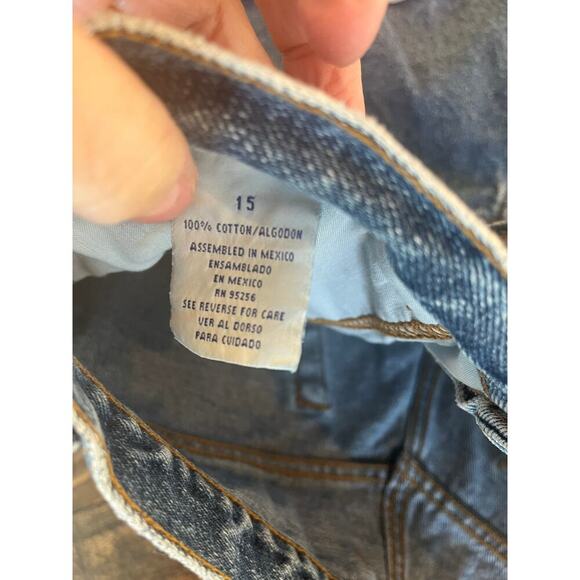 15
100% COTTON/ALGODON
ASSEMBLED IN MEXICO
ENSAMBLADO
EN MEXICO
RN 95256
SEE REVERSE FOR CARE
VER AL DORSO
PARA CUIDADO